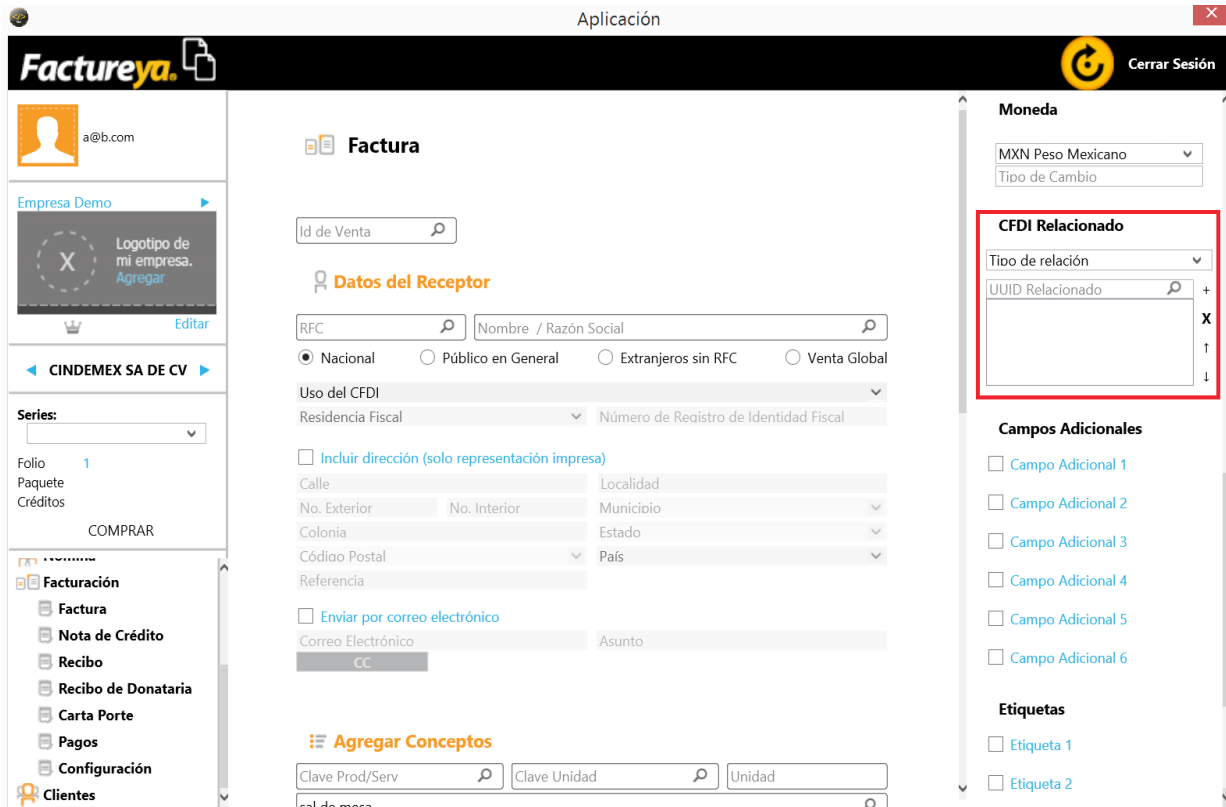 Aplicación
Factureya.
Cerrar Sesión
a@b.com
Empresa Demo
X
Logotipo de
mi empresa.
Agregar
Editar
CINDEMEX SA DE CV
Series:
Folio 1
Paquete
Créditos
COMPRAR
Nómina
Facturación
Factura
Nota de Crédito
Recibo
Recibo de Donataria
Carta Porte
Pagos
Configuración
Clientes
Factura
Id de Venta
Datos del Receptor
RFC Nombre / Razón Social
Nacional Público en General Extranjeros sin RFC Venta Global
Uso del CFDI
Residencia Fiscal Número de Registro de Identidad Fiscal
Incluir dirección (solo representación impresa)
Calle Localidad
No. Exterior No. Interior Municipio
Colonia Estado
Código Postal País
Referencia
Enviar por correo electrónico
Correo Electrónico Asunto
CC
Agregar Conceptos
Clave Prod/Serv Clave Unidad Unidad
sal de mesa
Moneda
MXN Peso Mexicano
Tipo de Cambio
CFDI Relacionado
Tipo de relación
UUID Relacionado +
X
↑
↓
Campos Adicionales
Campo Adicional 1
Campo Adicional 2
Campo Adicional 3
Campo Adicional 4
Campo Adicional 5
Campo Adicional 6
Etiquetas
Etiqueta 1
Etiqueta 2